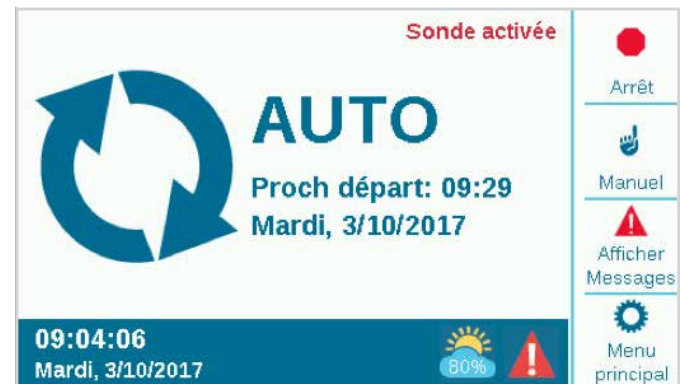 Sonde activée
AUTO
Proch départ: 09:29
Mardi, 3/10/2017
09:04:06
Mardi, 3/10/2017
80%
Arrêt
Manuel
Afficher
Messages
Menu
principal